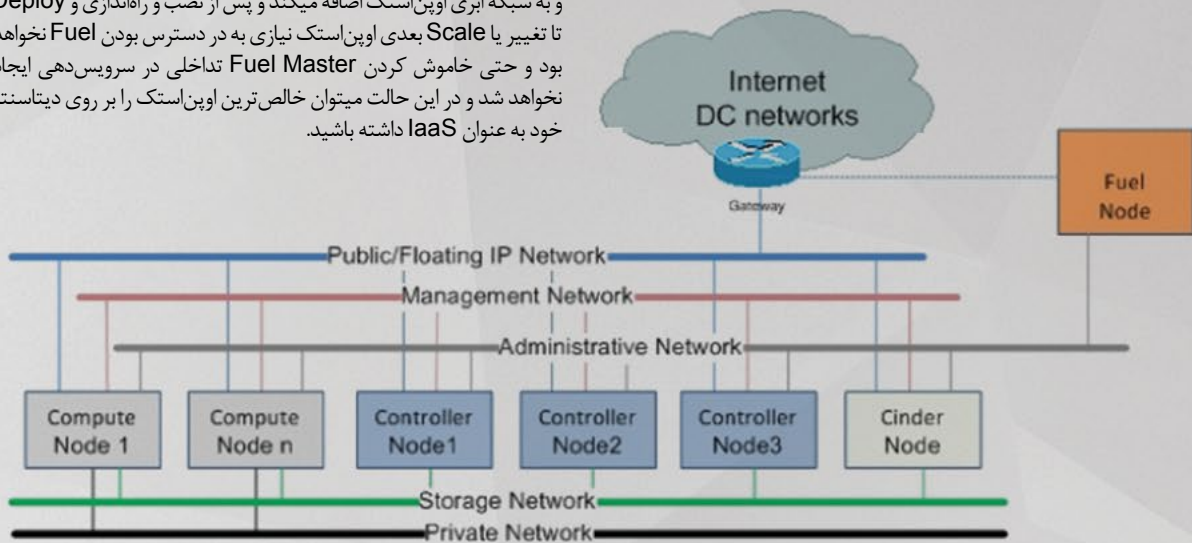 و به شبکه ابری اوپن‌استک اضافه میکند و پس از نصب و راه‌اندازی و Deploy
تا تغییر یا Scale بعدی اوپن‌استک نیازی به در دسترس بودن Fuel نخواهد
بود و حتی خاموش کردن Fuel Master تداخلی در سرویس‌دهی ایجاد
نخواهد شد و در این حالت میتوان خالص‌ترین اوپن‌استک را بر روی دیتاسنتر
خود به عنوان IaaS داشته باشید.
Internet
DC networks
Gateway
Fuel
Node
Public/Floating IP Network
Management Network
Administrative Network
Compute
Node 1
Compute
Node n
Controller
Node1
Controller
Node2
Controller
Node3
Cinder
Node
Storage Network
Private Network